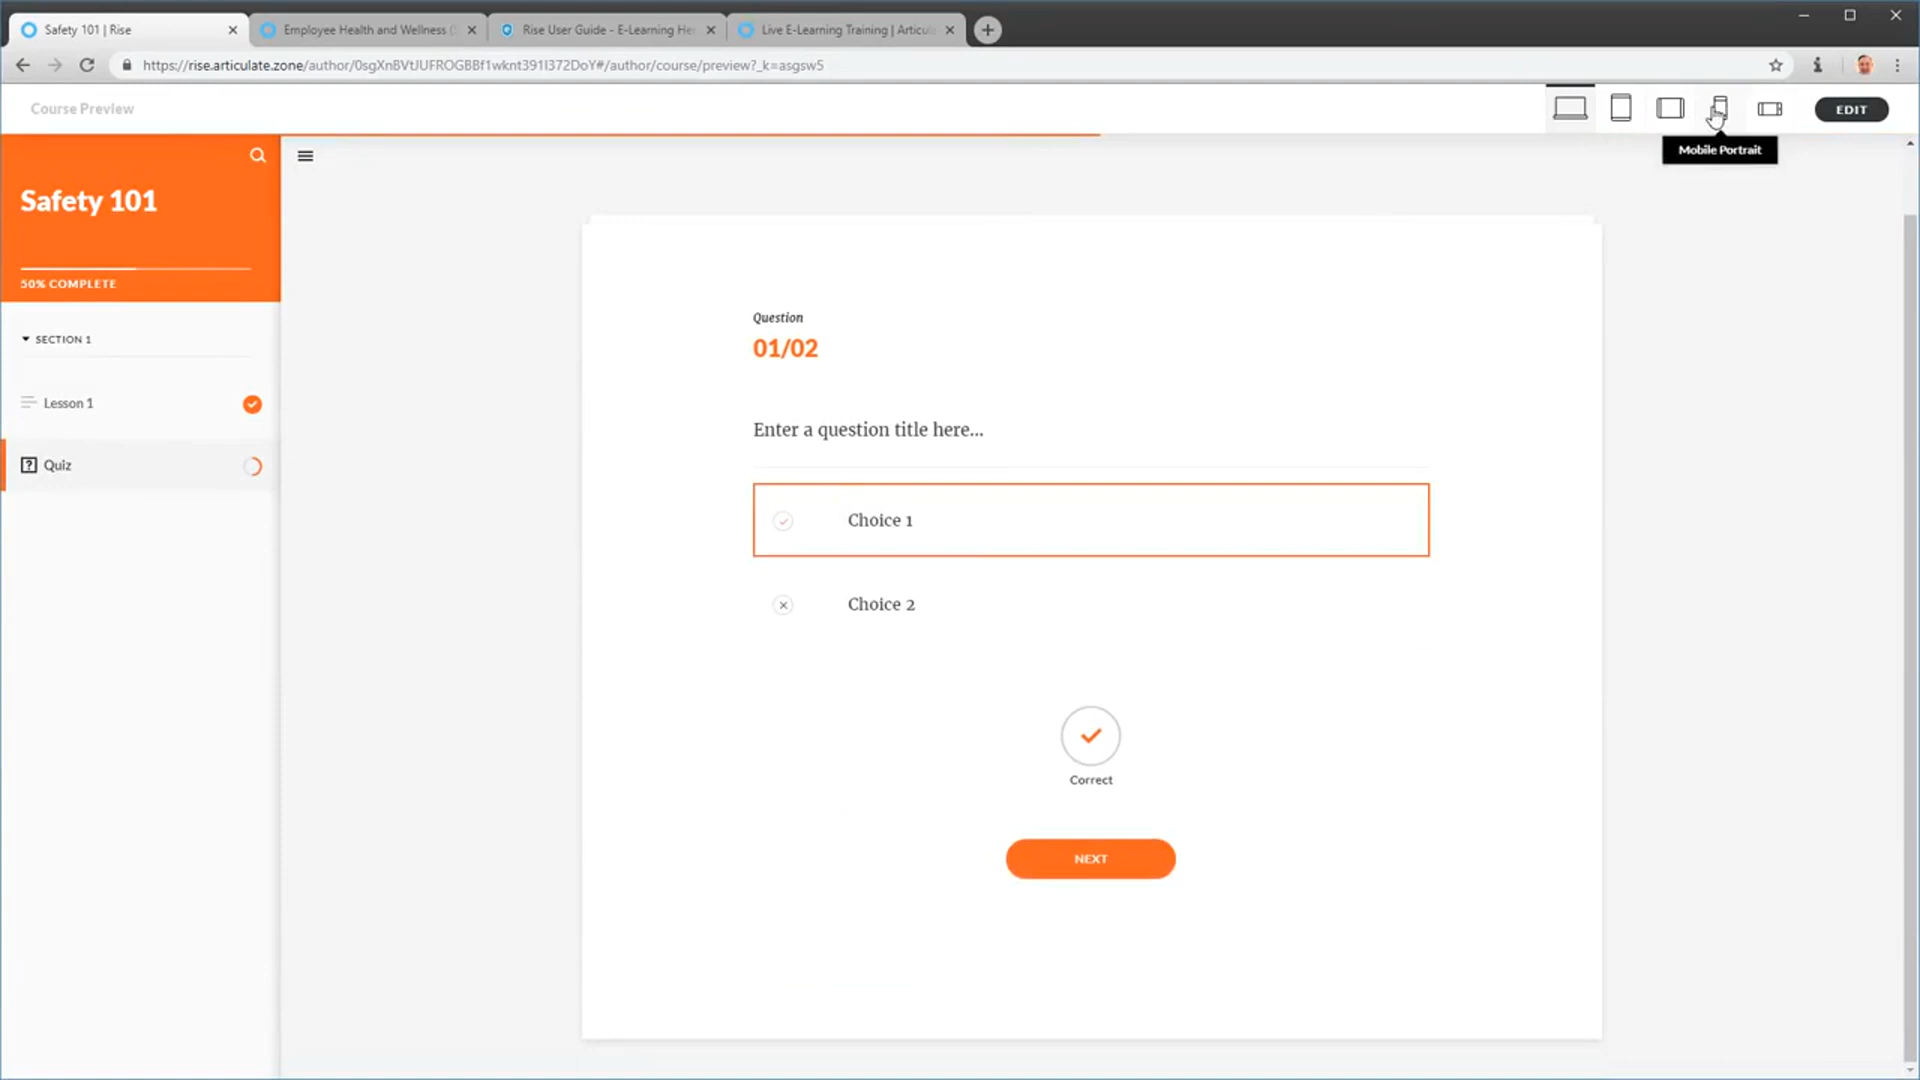 Safety 101 | Rise
Employee Health and Wellness (
Rise User Guide - E-Learning He
Live E-Learning Training | Articul
https://rise.articulate.zone/author/0sgXnBVtJUFROGBBf1wknt391I372DoY#/author/course/preview?_k=asgsw5
Course Preview
EDIT
Mobile Portrait
Safety 101
50% COMPLETE
SECTION 1
Lesson 1
Quiz
Question
01/02
Enter a question title here...
Choice 1
Choice 2
Correct
NEXT